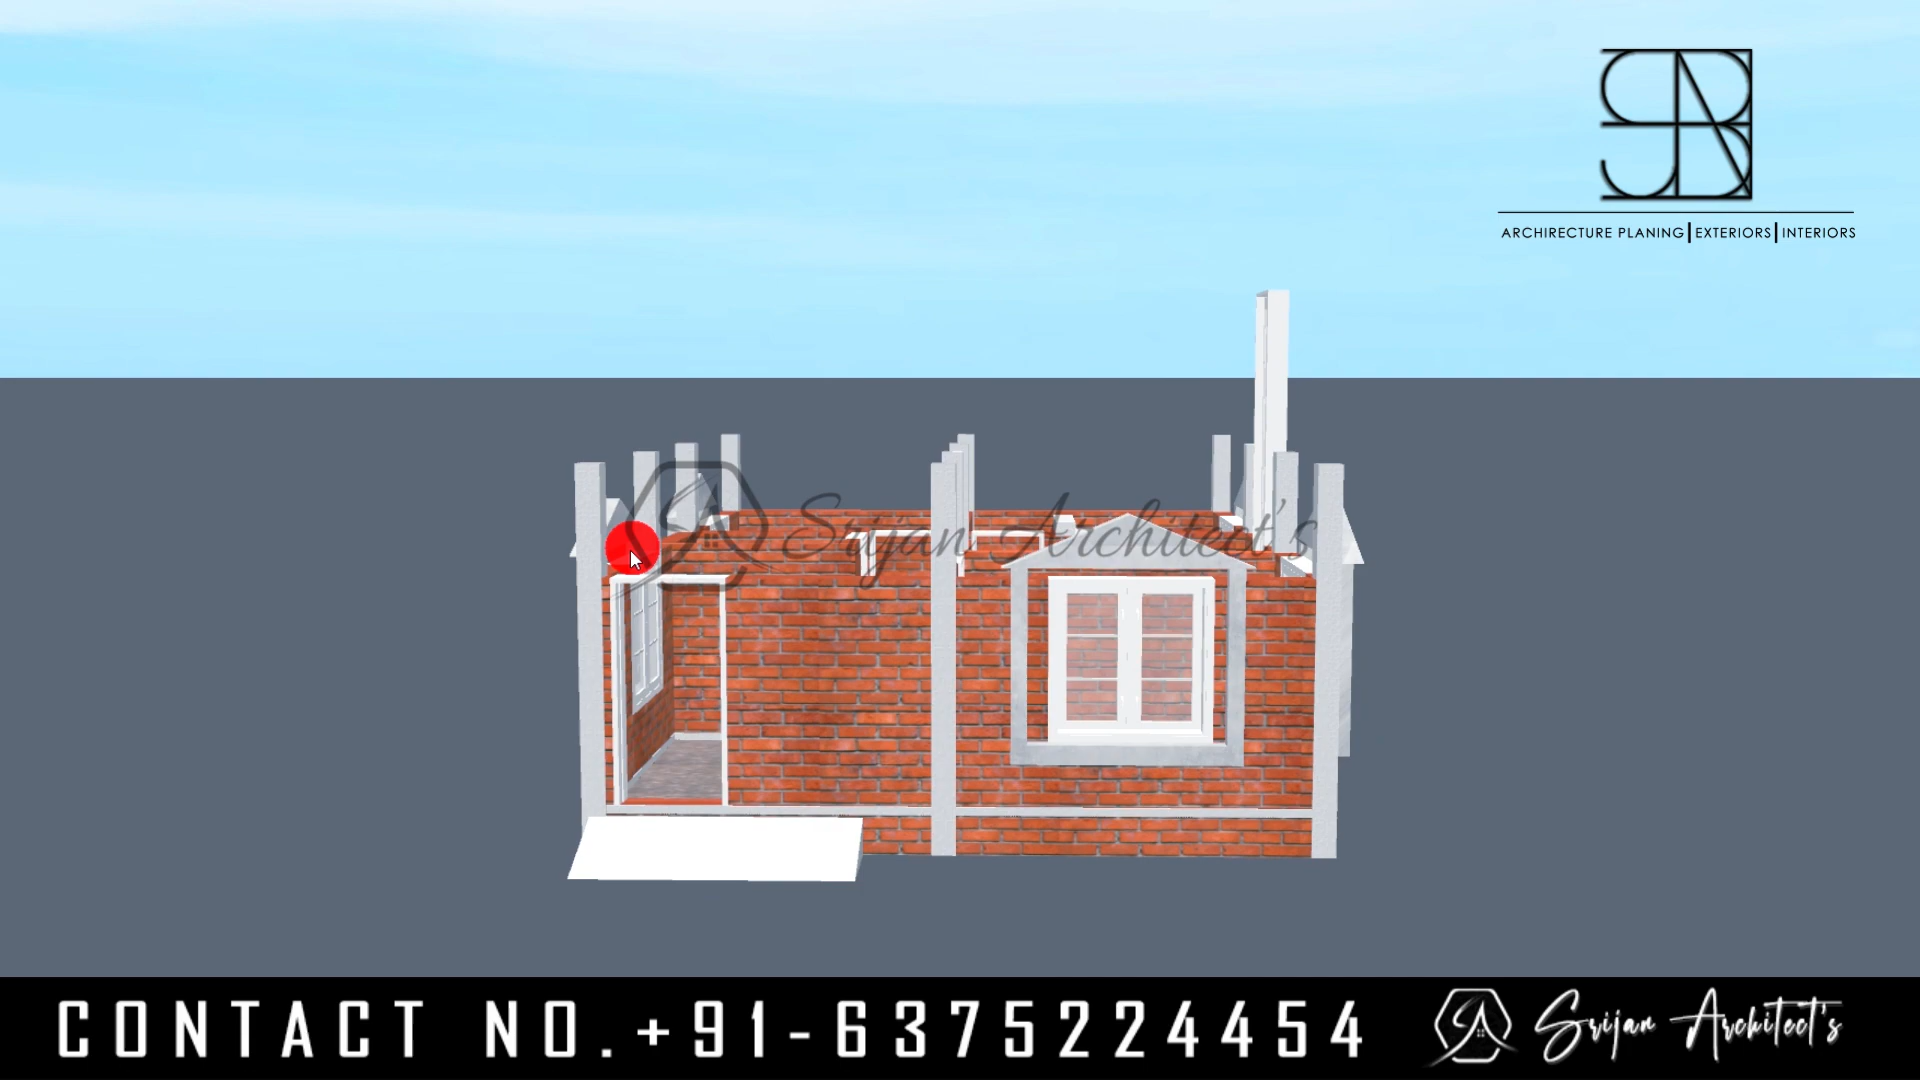 ARCHIRECTURE PLANING|EXTERIORS|INTERIORS
Srijan Architect's
CONTACT NO.+91-6375224454
Srijan Architect's